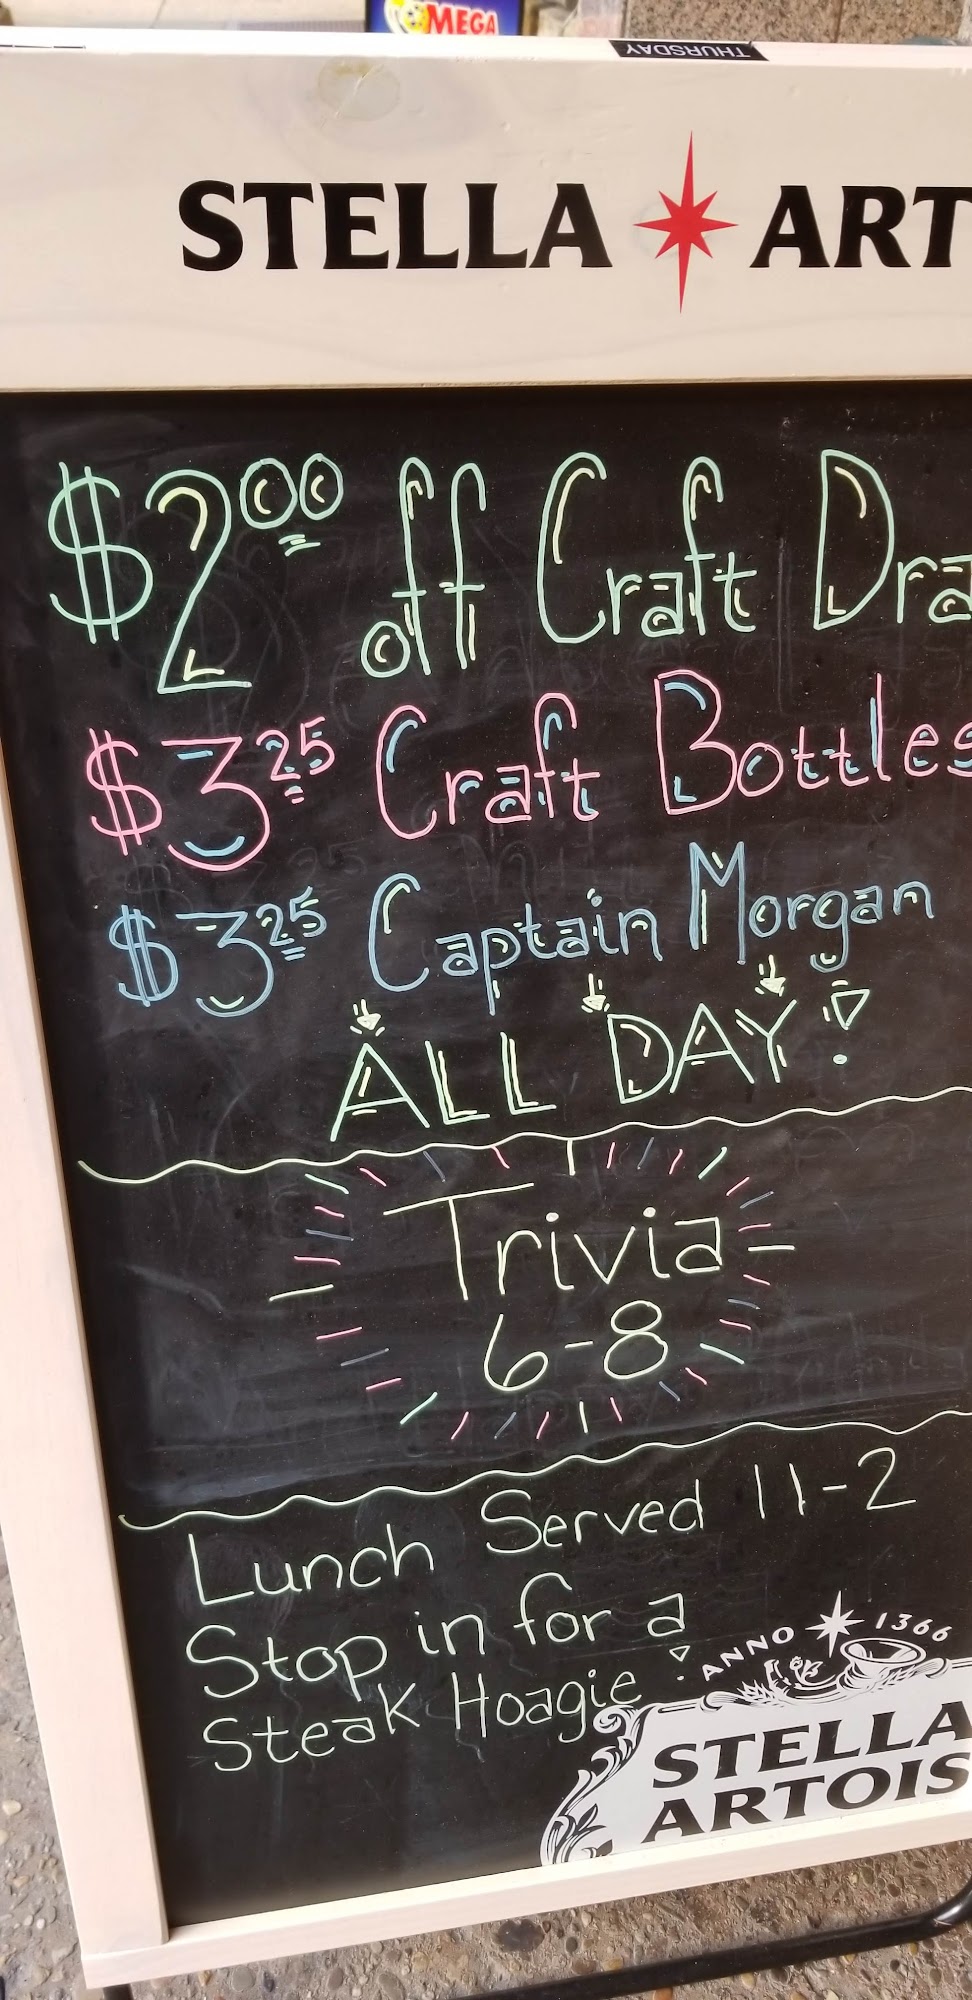 MEGA
THURSDAY
STELLA ART
$2.00 off Craft Dra
$3.25 Craft Bottles
$3.25 Captain Morgan
ALL DAY!
Trivia
6-8
Lunch Served 11-2
Stop in for a
Steak Hoagie!
ANNO 1366
STELLA
ARTOIS